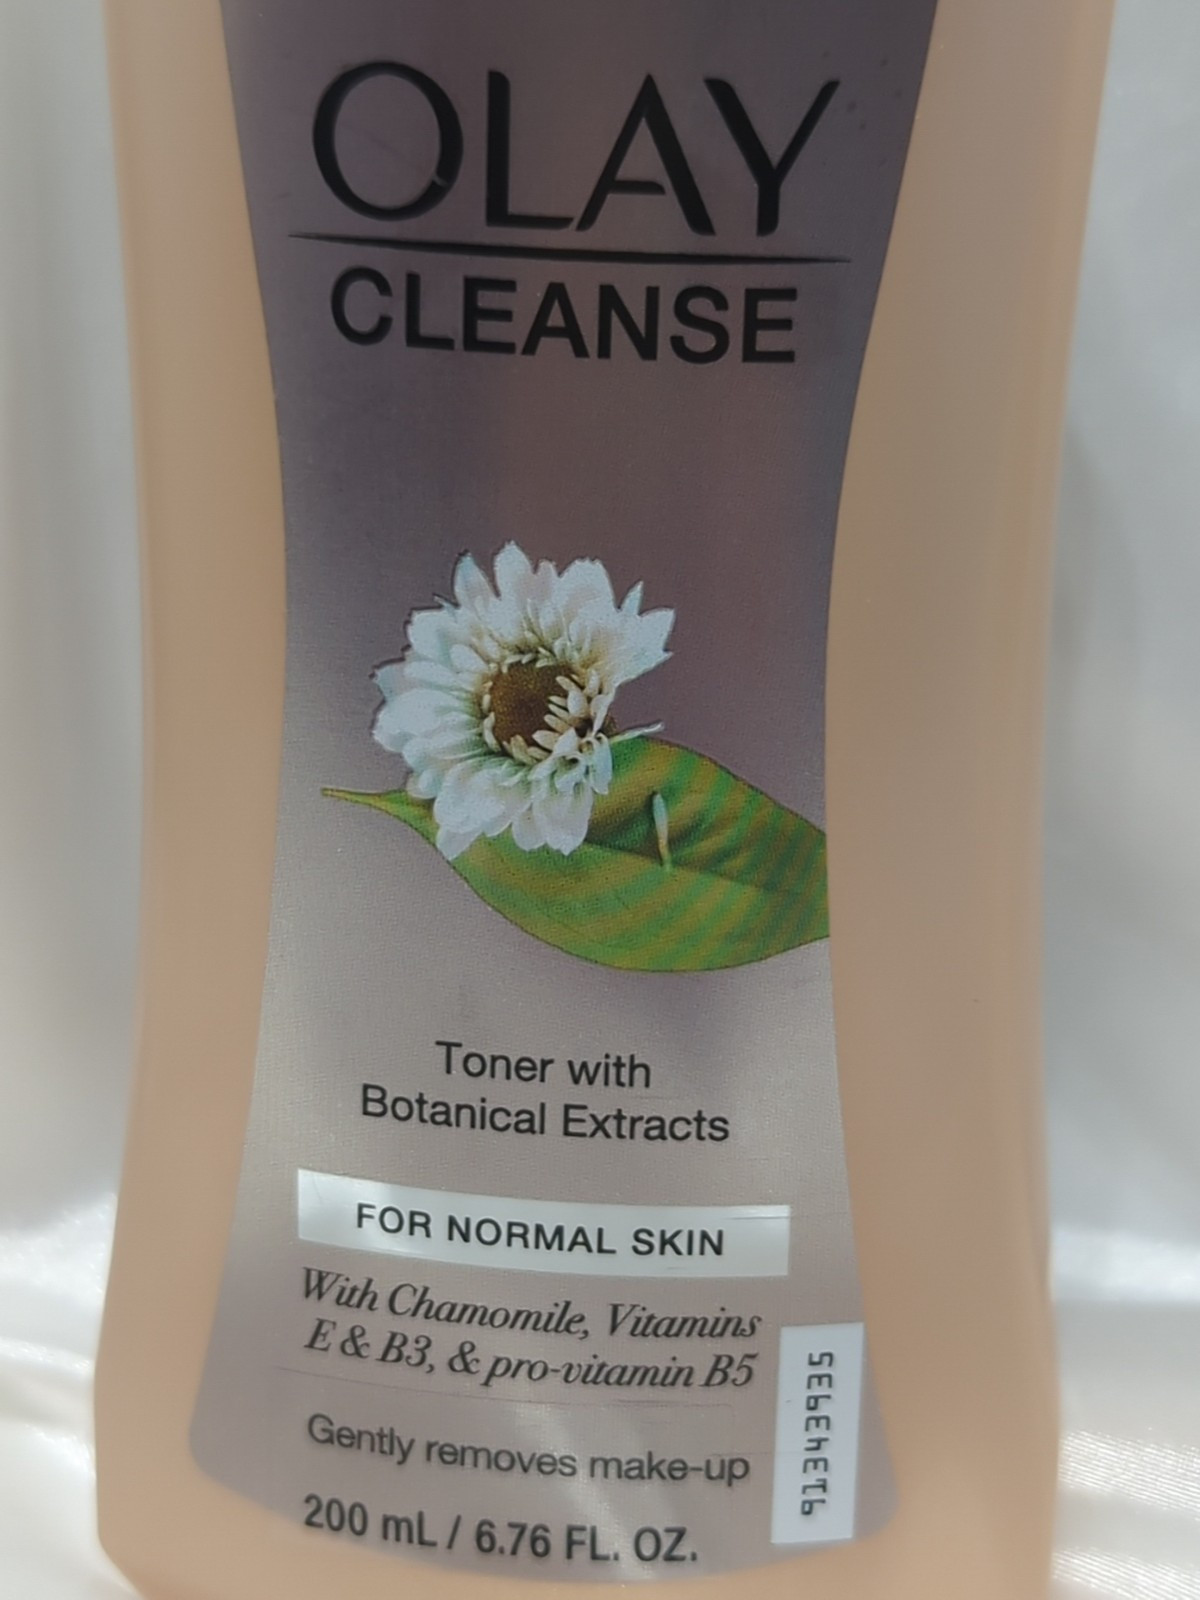 OLAY
CLEANSE
Toner with
Botanical Extracts
FOR NORMAL SKIN
With Chamomile, Vitamins
E & B3, & pro-vitamin B5
Gently removes make-up
200 mL / 6.76 FL. OZ.